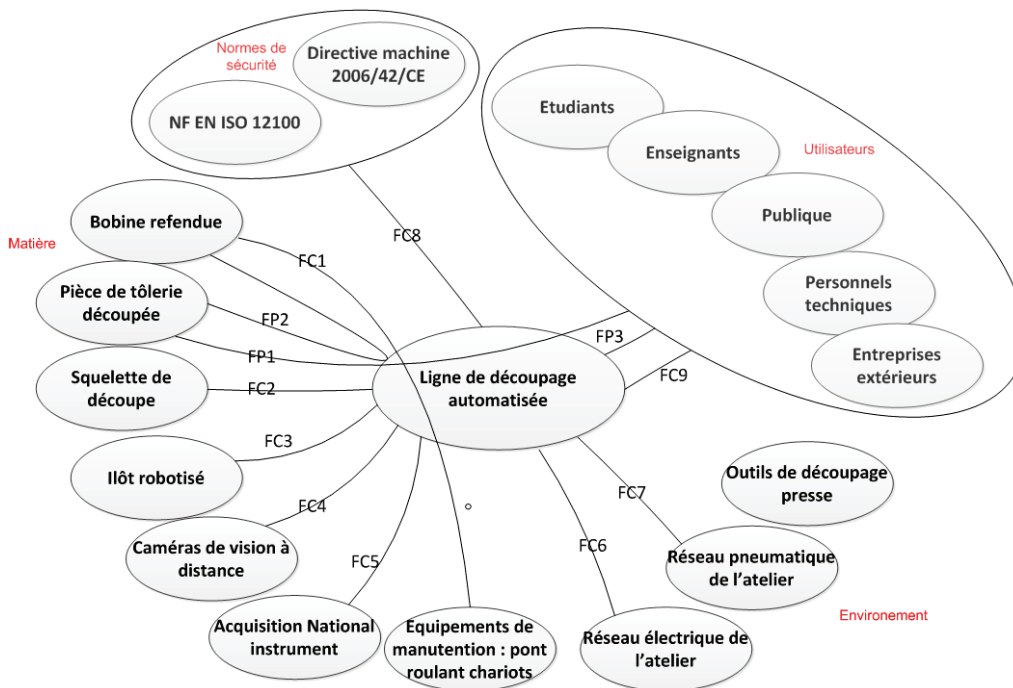 Normes de
sécurité
Directive machine
2006/42/CE
NF EN ISO 12100
Etudiants
Enseignants
Utilisateurs
Publique
Personnels
techniques
Entreprises
extérieurs
Matière
Bobine refendue
Pièce de tôlerie
découpée
Squelette de
découpe
Ilôt robotisé
Caméras de vision à
distance
Acquisition National
instrument
Equipements de
manutention : pont
roulant chariots
Réseau électrique de
l'atelier
Réseau pneumatique
de l'atelier
Outils de découpage
presse
Environement
Ligne de découpage
automatisée
FC8
FC1
FP2
FP1
FC2
FC3
FC4
FC5
FC6
FC7
FP3
FC9